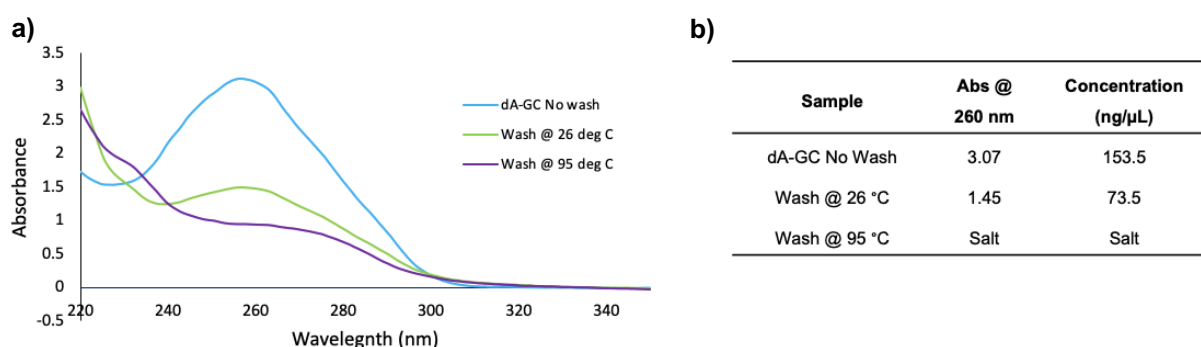 a)
3.5
3
2.5
2
1.5
1
0.5
0
-0.5
Absorbance
220 240 260 280 300 320 340
Wavelegnth (nm)
dA-GC No wash
Wash @ 26 deg C
Wash @ 95 deg C
b)
Sample Abs @ 260 nm Concentration (ng/µL)
dA-GC No Wash 3.07 153.5
Wash @ 26 °C 1.45 73.5
Wash @ 95 °C Salt Salt